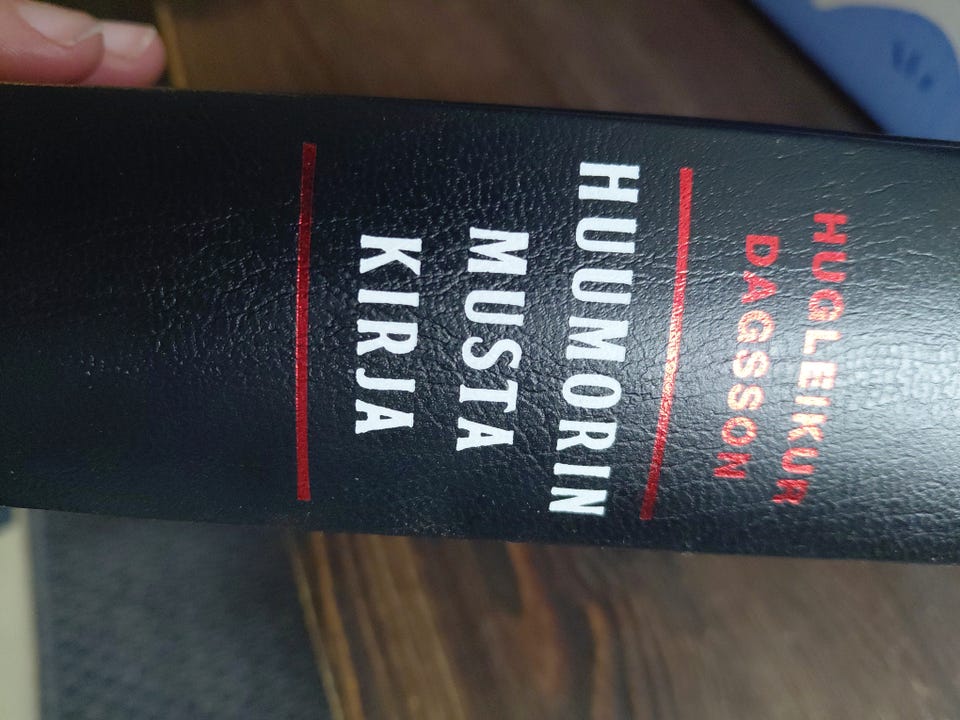 HUGLEIKUR
DAGSSON
HUUMORIN
MUSTA
KIRJA